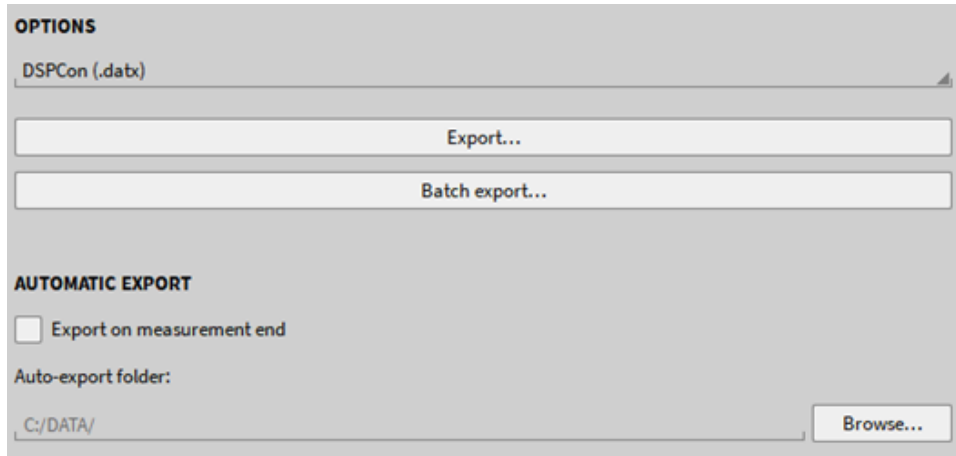 OPTIONS
DSPCon (.datx)
Export...
Batch export...
AUTOMATIC EXPORT
Export on measurement end
Auto-export folder:
C:/DATA/
Browse...